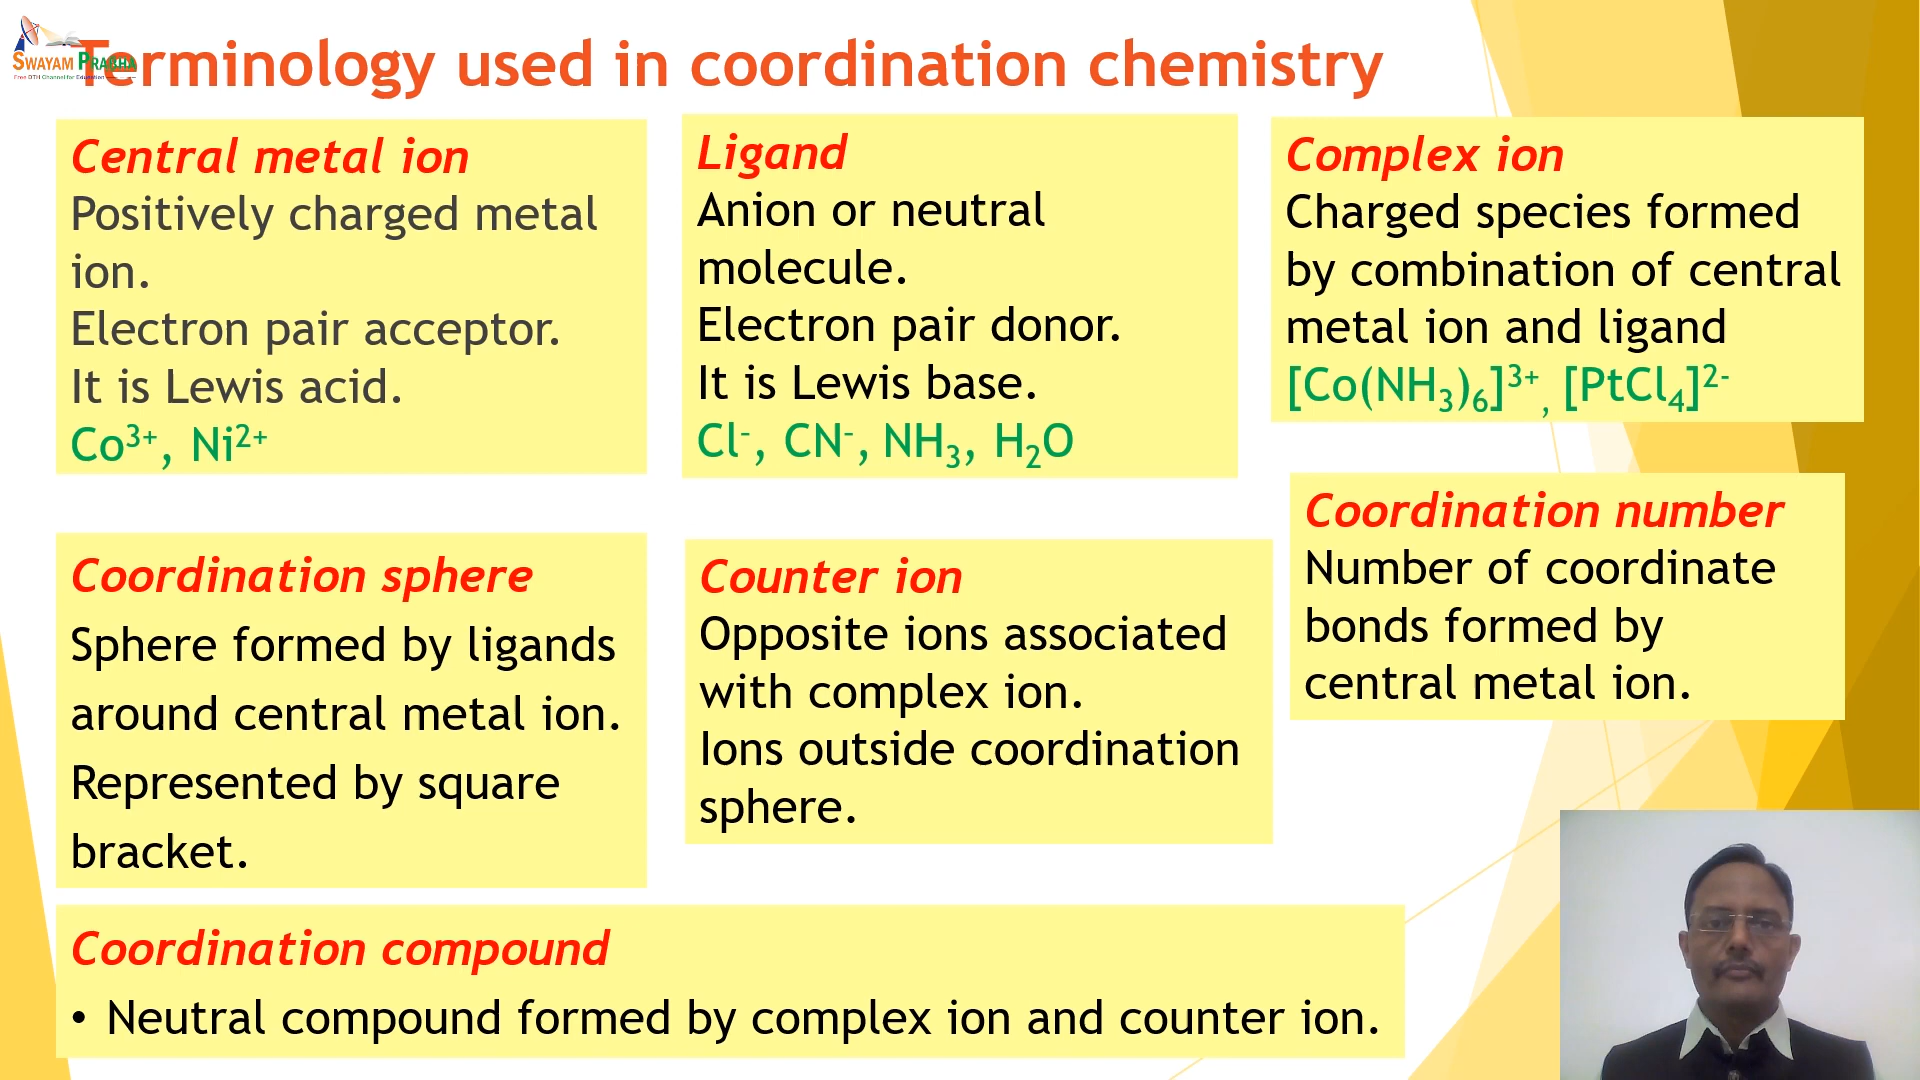 SWAYAM PRABHA
Free DTH Channel for Education
Terminology used in coordination chemistry
Central metal ion
Positively charged metal
ion.
Electron pair acceptor.
It is Lewis acid.
Co³⁺, Ni²⁺
Ligand
Anion or neutral
molecule.
Electron pair donor.
It is Lewis base.
Cl⁻, CN⁻, NH₃, H₂O
Complex ion
Charged species formed
by combination of central
metal ion and ligand
[Co(NH₃)₆]³⁺, [PtCl₄]²⁻
Coordination sphere
Sphere formed by ligands
around central metal ion.
Represented by square
bracket.
Counter ion
Opposite ions associated
with complex ion.
Ions outside coordination
sphere.
Coordination number
Number of coordinate
bonds formed by
central metal ion.
Coordination compound
• Neutral compound formed by complex ion and counter ion.